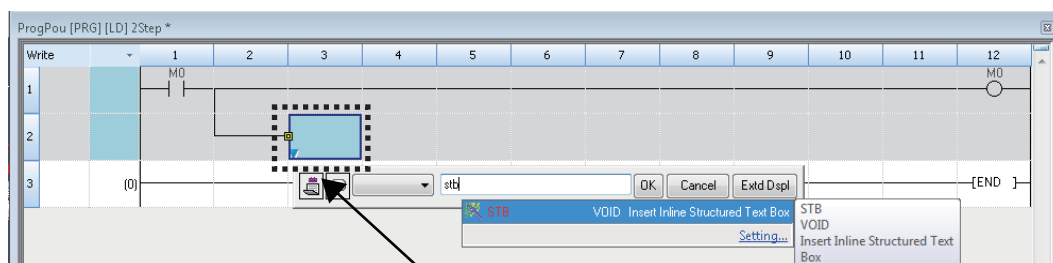 ProgPou [PRG] [LD] 2Step *
Write 1 2 3 4 5 6 7 8 9 10 11 12
M0 M0
1
2
3 (0) stb OK Cancel Extd Dspl [END ]
STB VOID Insert Inline Structured Text Box
Setting...
STB
VOID
Insert Inline Structured Text
Box